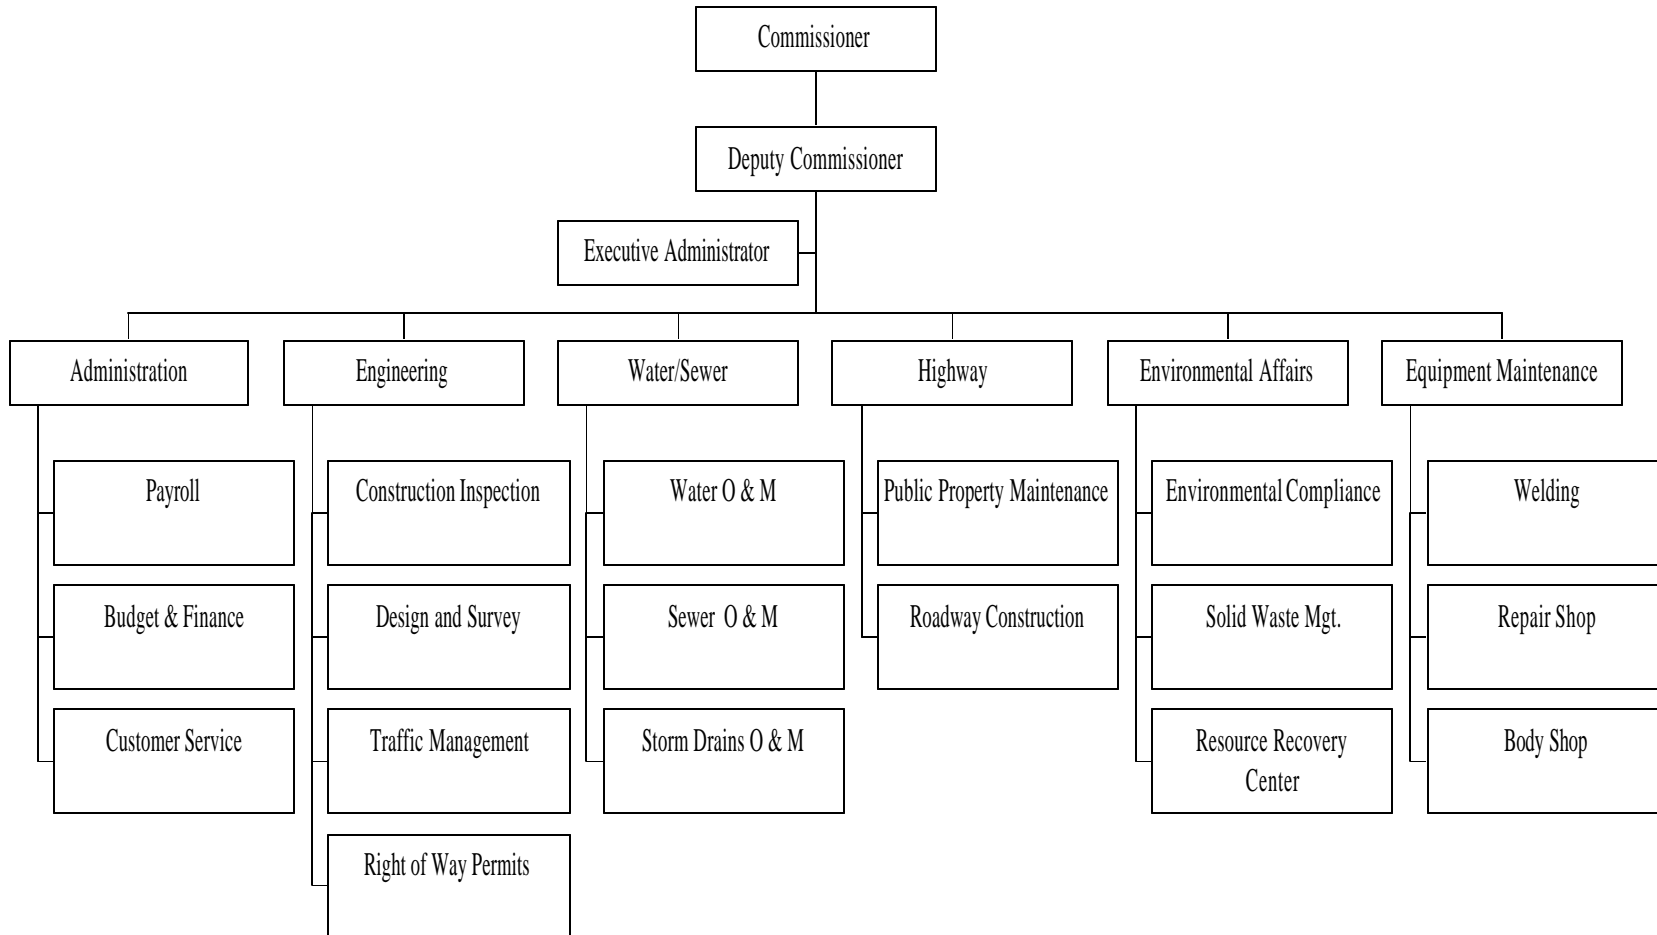 Commissioner
Deputy Commissioner
Executive Administrator
Administration
Engineering
Water/Sewer
Highway
Environmental Affairs
Equipment Maintenance
Payroll
Construction Inspection
Water O & M
Public Property Maintenance
Environmental Compliance
Welding
Budget & Finance
Design and Survey
Sewer O & M
Roadway Construction
Solid Waste Mgt.
Repair Shop
Customer Service
Traffic Management
Storm Drains O & M
Resource Recovery
Center
Body Shop
Right of Way Permits